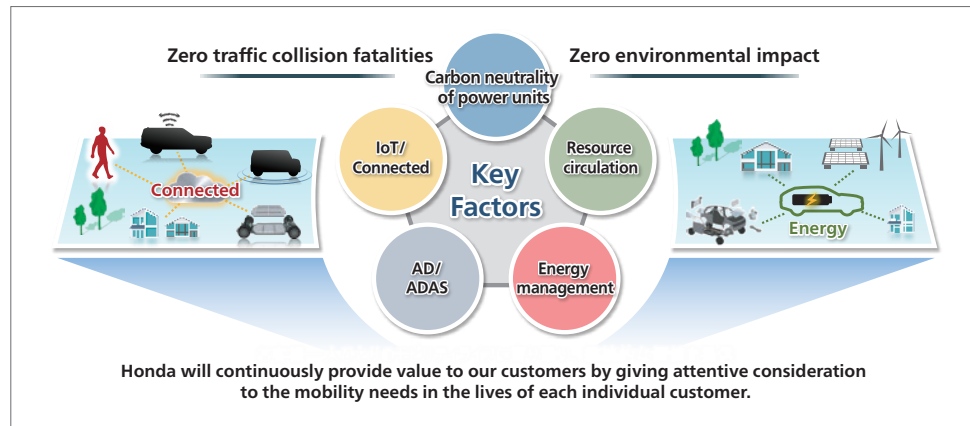 Zero traffic collision fatalities
Zero environmental impact
Carbon neutrality
of power units
IoT/
Connected
Resource
circulation
Key
Factors
Connected
Energy
AD/
ADAS
Energy
management
Honda will continuously provide value to our customers by giving attentive consideration
to the mobility needs in the lives of each individual customer.